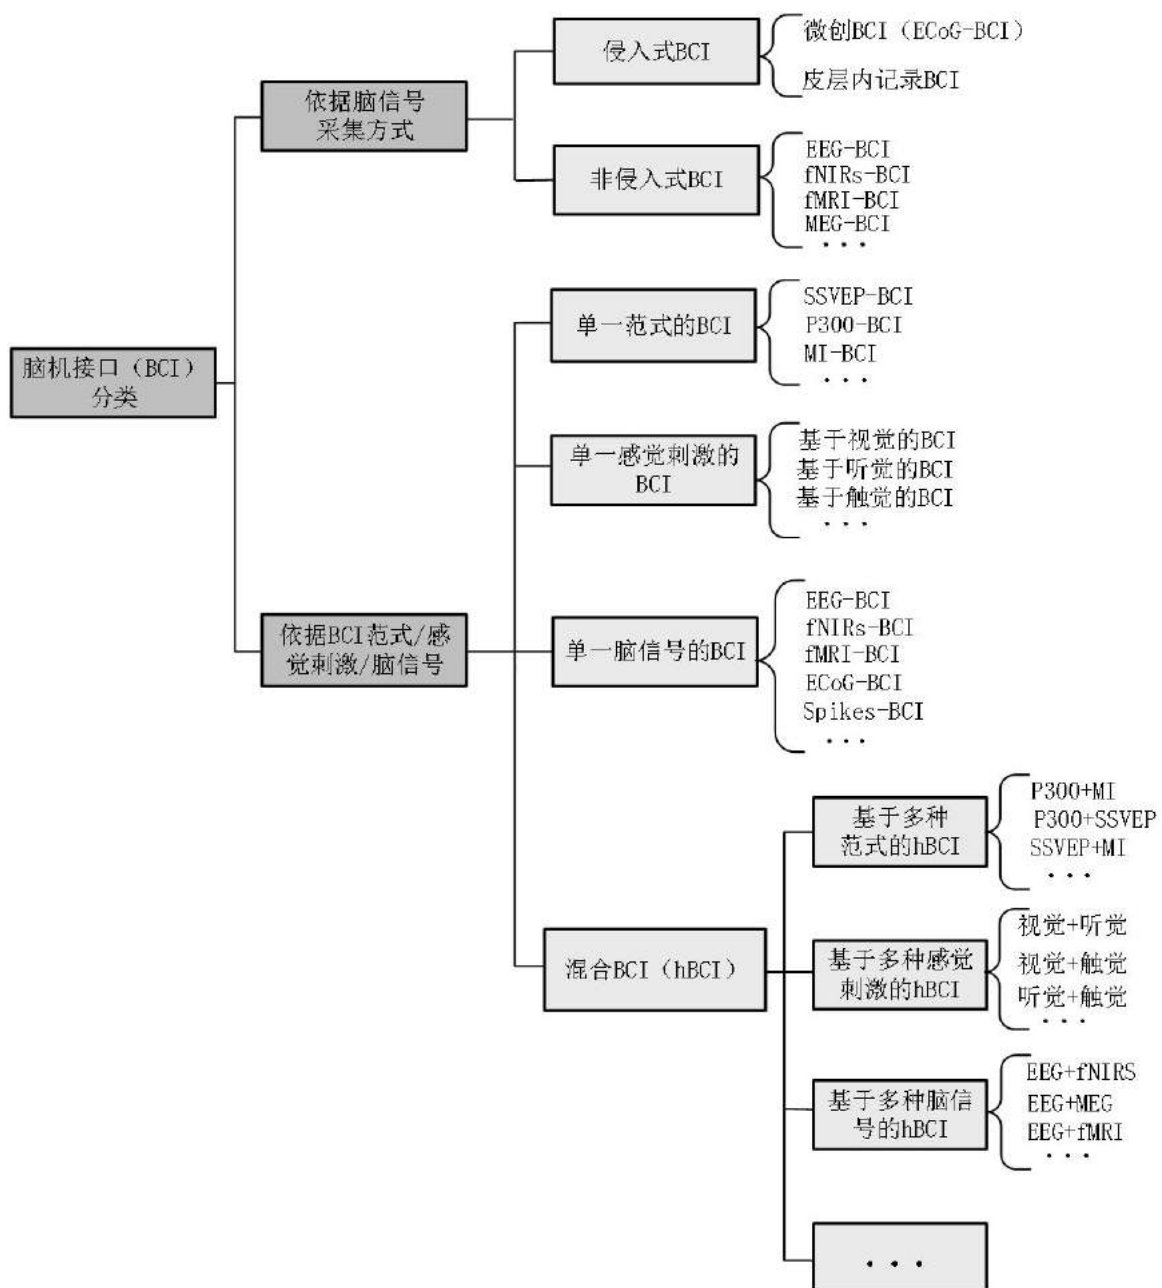 脑机接口（BCI）
分类
依据脑信号
采集方式
侵入式BCI
微创BCI（ECoG-BCI）
皮层内记录BCI
非侵入式BCI
EEG-BCI
fNIRs-BCI
fMRI-BCI
MEG-BCI
···
依据BCI范式/感
觉刺激/脑信号
单一范式的BCI
SSVEP-BCI
P300-BCI
MI-BCI
···
单一感觉刺激的
BCI
基于视觉的BCI
基于听觉的BCI
基于触觉的BCI
···
单一脑信号的BCI
EEG-BCI
fNIRs-BCI
fMRI-BCI
ECoG-BCI
Spikes-BCI
···
混合BCI（hBCI）
基于多种
范式的hBCI
P300+MI
P300+SSVEP
SSVEP+MI
···
基于多种感觉
刺激的hBCI
视觉+听觉
视觉+触觉
听觉+触觉
···
基于多种脑信
号的hBCI
EEG+fNIRS
EEG+MEG
EEG+fMRI
···
···